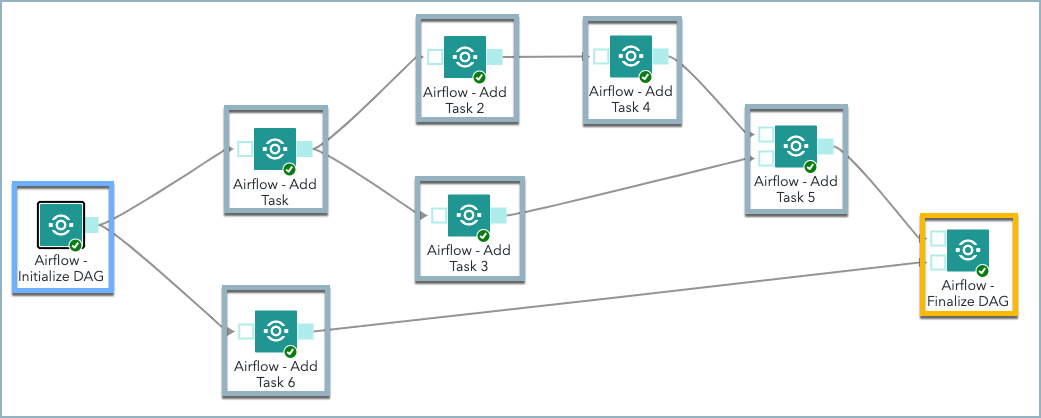 Airflow - Add
Task 2
Airflow - Add
Task 4
Airflow - Add
Task
Airflow - Add
Task 5
Airflow -
Initialize DAG
Airflow - Add
Task 3
Airflow -
Finalize DAG
Airflow - Add
Task 6